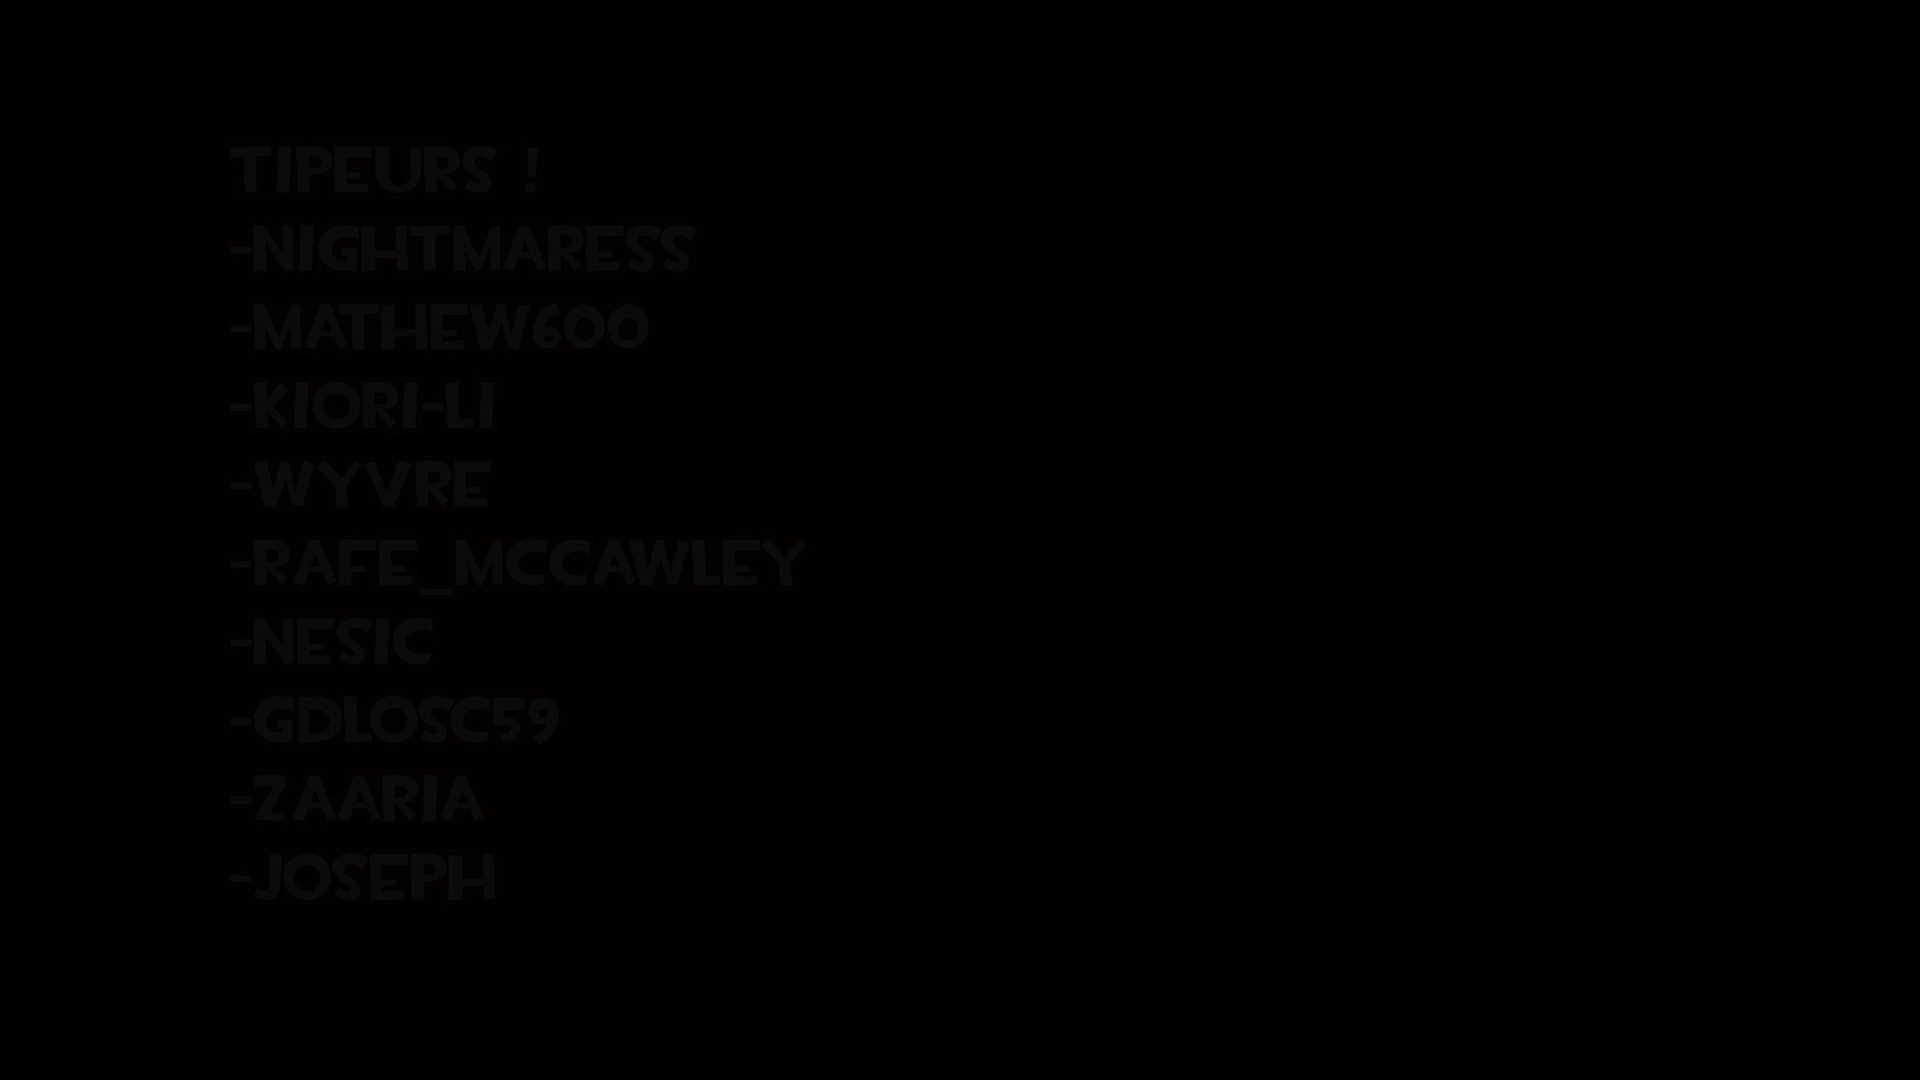 TIPEURS !
-NIGHTMARESS
-MATHEW600
-KIORI-LI
-WYVRE
-RAFE_MCCAWLEY
-NESIC
-GDLOSC59
-ZAARIA
-JOSEPH